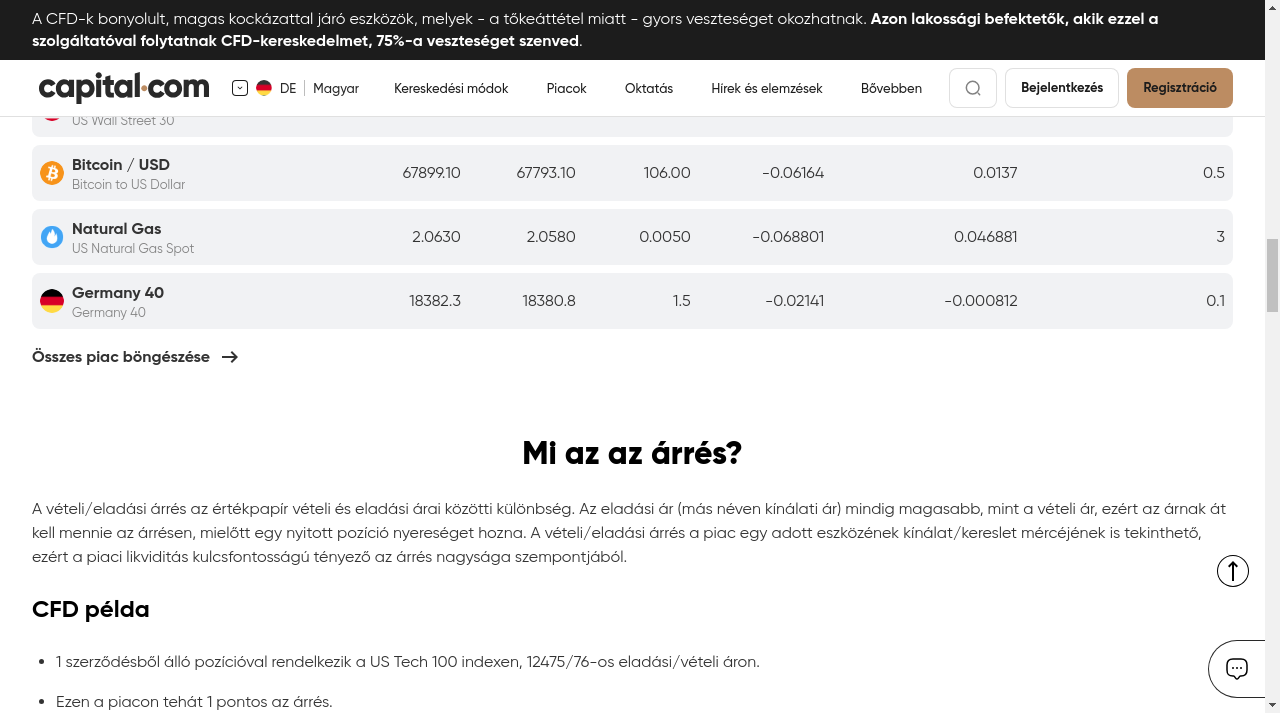 A CFD-k bonyolult, magas kockázattal járó eszközök, melyek - a tőkeáttétel miatt - gyors veszteséget okozhatnak. Azon lakossági befektetők, akik ezzel a
szolgáltatóval folytatnak CFD-kereskedelmet, 75%-a veszteséget szenved.
capital.com DE Magyar Kereskedési módok Piacok Oktatás Hírek és elemzések Bővebben Bejelentkezés Regisztráció
US Wall Street 30
Bitcoin / USD 67899.10 67793.10 106.00 -0.06164 0.0137 0.5
Bitcoin to US Dollar
Natural Gas 2.0630 2.0580 0.0050 -0.068801 0.046881 3
US Natural Gas Spot
Germany 40 18382.3 18380.8 1.5 -0.02141 -0.000812 0.1
Germany 40
Összes piac böngészése
Mi az az árrés?
A vételi/eladási árrés az értékpapír vételi és eladási árai közötti különbség. Az eladási ár (más néven kínálati ár) mindig magasabb, mint a vételi ár, ezért az árnak át
kell mennie az árrésen, mielőtt egy nyitott pozíció nyereséget hozna. A vételi/eladási árrés a piac egy adott eszközének kínálat/kereslet mércéjének is tekinthető,
ezért a piaci likviditás kulcsfontosságú tényező az árrés nagysága szempontjából.
CFD példa
1 szerződésből álló pozícióval rendelkezik a US Tech 100 indexen, 12475/76-os eladási/vételi áron.
Ezen a piacon tehát 1 pontos az árrés.